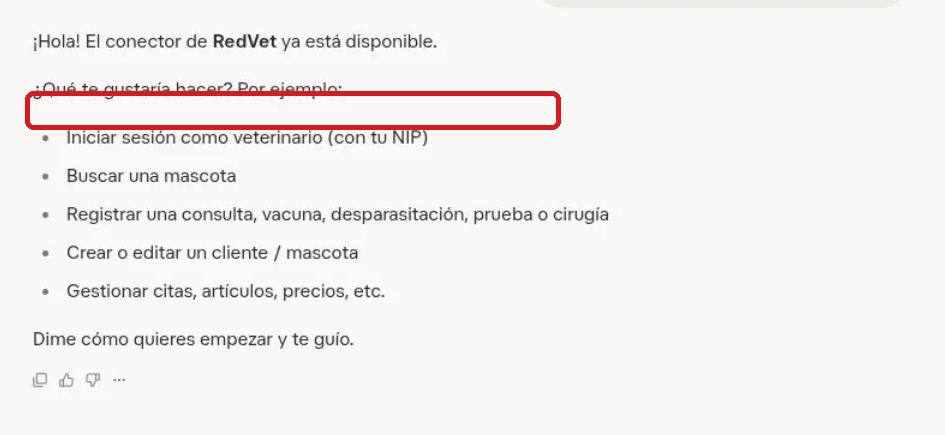 ¡Hola! El conector de RedVet ya está disponible.
¿Qué te gustaría hacer? Por ejemplo:
• Iniciar sesión como veterinario (con tu NIP)
• Buscar una mascota
• Registrar una consulta, vacuna, desparasitación, prueba o cirugía
• Crear o editar un cliente / mascota
• Gestionar citas, artículos, precios, etc.
Dime cómo quieres empezar y te guío.